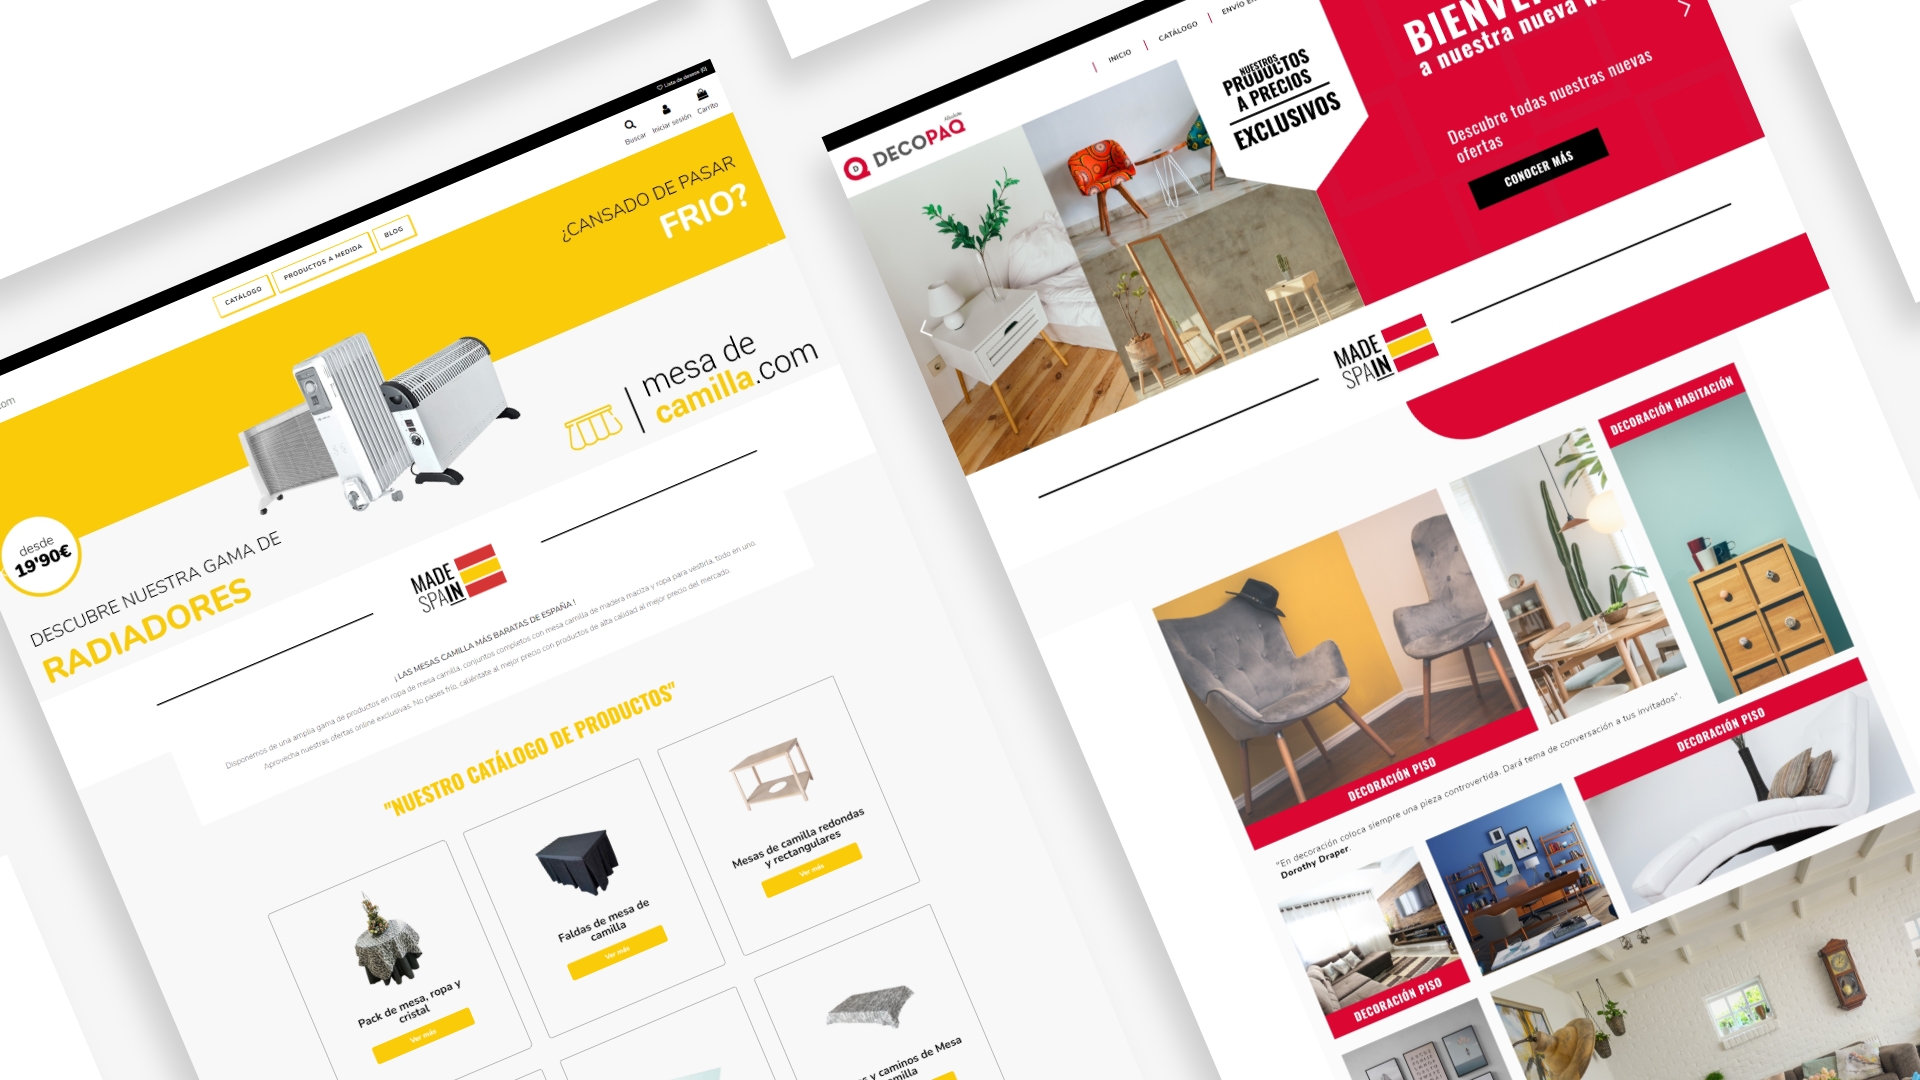 Lista de deseos (0)
Buscar
Iniciar sesión
Carrito
CATÁLOGO
PRODUCTOS A MEDIDA
BLOG
¿CANSADO DE PASAR
FRIO?
mesa de
camilla.com
desde
19'90€
DESCUBRE NUESTRA GAMA DE
RADIADORES
MADE
SPAIN
¡ LAS MESAS CAMILLA MÁS BARATAS DE ESPAÑA !
Disponemos de una amplia gama de productos en ropa de mesa camilla, conjuntos completos con mesa camilla de madera maciza y ropa para vestirla, todo en uno.
Aprovecha nuestras ofertas online exclusivas. No pases frío, caliéntate al mejor precio con productos de alta calidad al mejor precio del mercado.
"NUESTRO CATÁLOGO DE PRODUCTOS"
Pack de mesa, ropa y
cristal
Ver más
Faldas de mesa de
camilla
Ver más
Mesas de camilla redondas
y rectangulares
Ver más
y caminos de Mesa
INICIO
CATÁLOGO
DECOPAQ
NUESTROS
PRODUCTOS
A PRECIOS
EXCLUSIVOS
a nuestra nueva
Descubre todas nuestras nuevas
ofertas
CONOCER MÁS
MADE
SPAIN
DECORACIÓN HABITACIÓN
DECORACIÓN PISO
DECORACIÓN PISO
"En decoración coloca siempre una pieza controvertida. Dará tema de conversación a tus invitados".
Dorothy Draper.
DECORACIÓN PISO